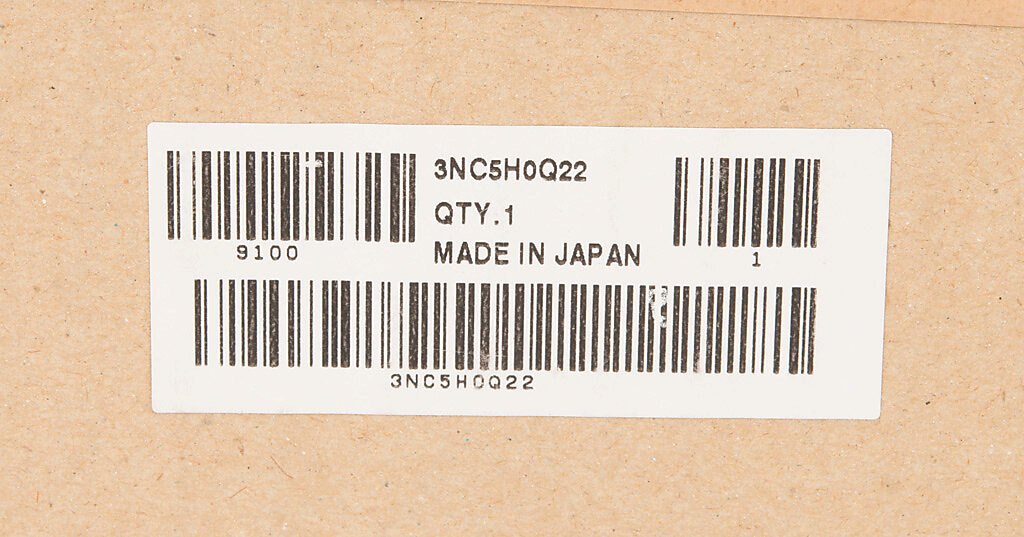 3NC5H0Q22
QTY.1
MADE IN JAPAN
9100
1
3NC5H0Q22